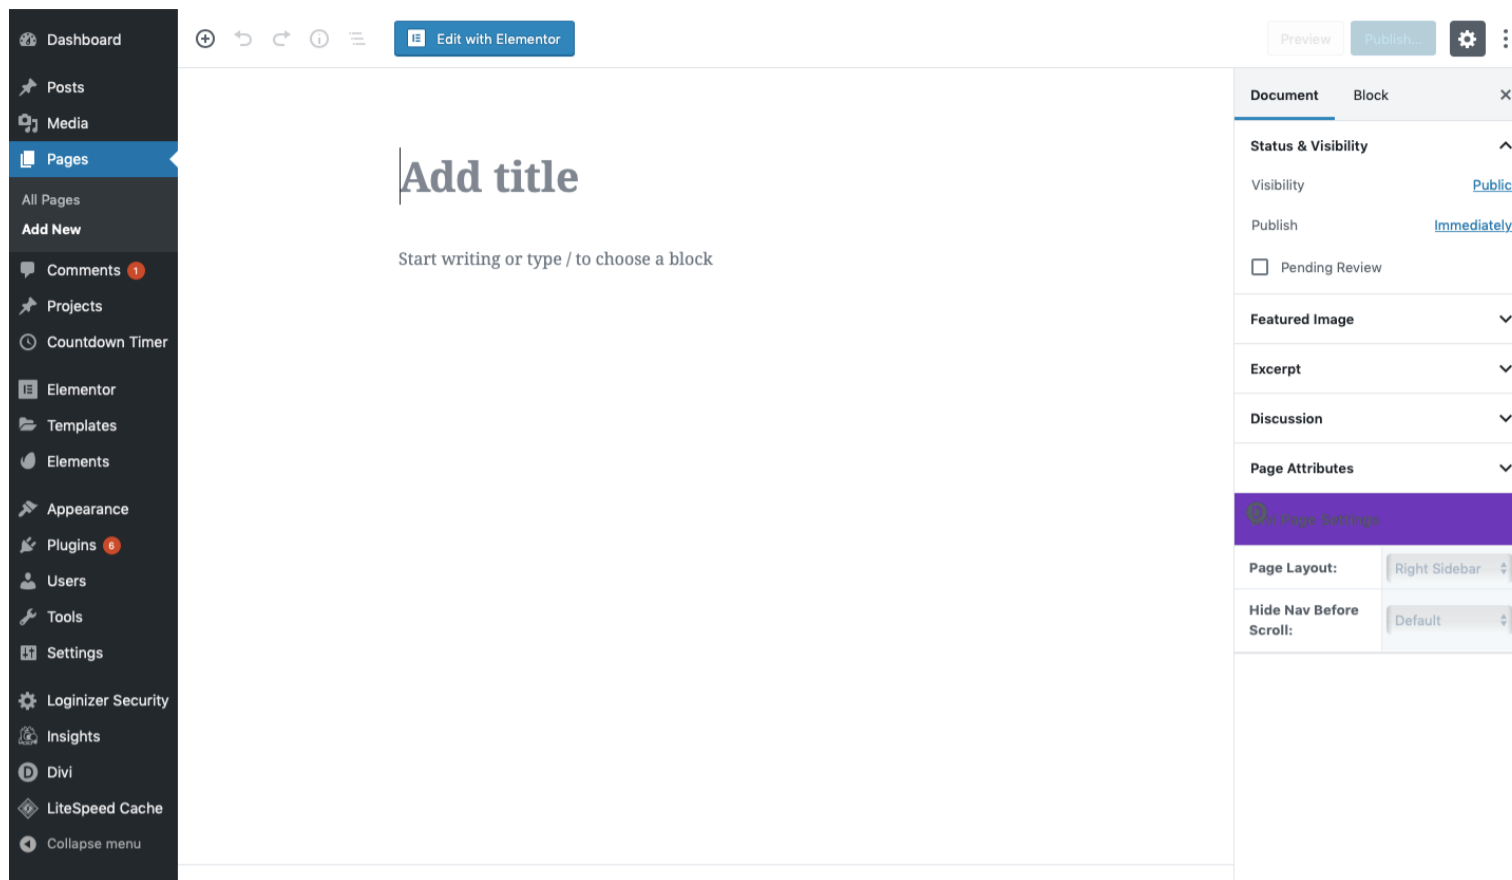 Dashboard
Posts
Media
Pages
All Pages
Add New
Comments 1
Projects
Countdown Timer
Elementor
Templates
Elements
Appearance
Plugins 6
Users
Tools
Settings
Loginizer Security
Insights
Divi
LiteSpeed Cache
Collapse menu
Edit with Elementor
Preview
Publish...
Add title
Start writing or type / to choose a block
Document Block
Status & Visibility
Visibility Public
Publish Immediately
Pending Review
Featured Image
Excerpt
Discussion
Page Attributes
Page Settings
Page Layout: Right Sidebar
Hide Nav Before
Scroll:
Default